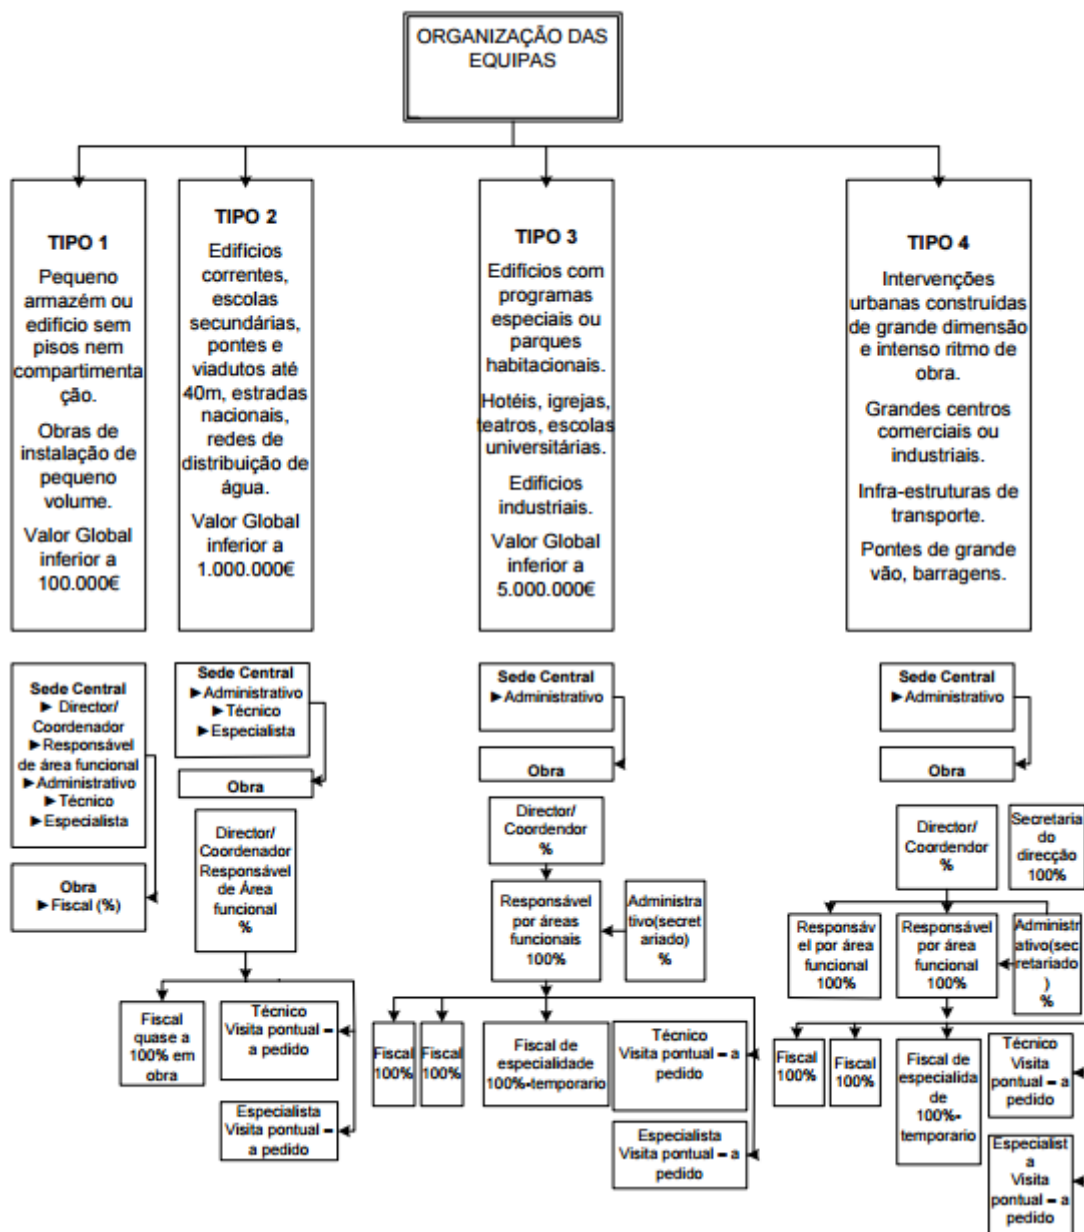 ORGANIZAÇÃO DAS
EQUIPAS
TIPO 1
Pequeno
armazém ou
edificio sem
pisos nem
compartimenta
ção.
Obras de
instalação de
pequeno
volume.
Valor Global
inferior a
100.000€
TIPO 2
Edifícios
correntes,
escolas
secundárias,
pontes e
viadutos até
40m, estradas
nacionais,
redes de
distribuição de
água.
Valor Global
inferior a
1.000.000€
TIPO 3
Edifícios com
programas
especiais ou
parques
habitacionais.
Hotéis, igrejas,
teatros, escolas
universitárias.
Edifícios
industriais.
Valor Global
inferior a
5.000.000€
TIPO 4
Intervenções
urbanas construídas
de grande dimensão
e intenso ritmo de
obra.
Grandes centros
comerciais ou
industriais.
Infra-estruturas de
transporte.
Pontes de grande
vão, barragens.
Sede Central
►Director/
Coordenador
►Responsável
de área funcional
►Administrativo
►Técnico
►Especialista
Obra
►Fiscal (%)
Sede Central
►Administrativo
►Técnico
►Especialista
Obra
Director/
Coordenador
Responsável
de Área
funcional
%
Fiscal
quase a
100% em
obra
Técnico
Visita pontual – a
pedido
Especialista
Visita pontual –
a pedido
Sede Central
►Administrativo
Obra
Director/
Coordendor
%
Responsável
por áreas
funcionais
100%
Administra
tivo(secret
ariado)
%
Fiscal
100%
Fiscal
100%
Fiscal de
especialidade
100%-temporario
Técnico
Visita pontual – a
pedido
Especialista
Visita pontual – a
pedido
Sede Central
►Administrativo
Obra
Director/
Coordendor
%
Secretaria
do
direcção
100%
Responsáv
el por área
funcional
100%
Responsável
por área
funcional
100%
Administr
ativo(sec
retariado
)
%
Fiscal
100%
Fiscal
100%
Fiscal de
especialida
de
100%-
temporario
Técnico
Visita
pontual – a
pedido
Especialist
a
Visita
pontual – a
pedido